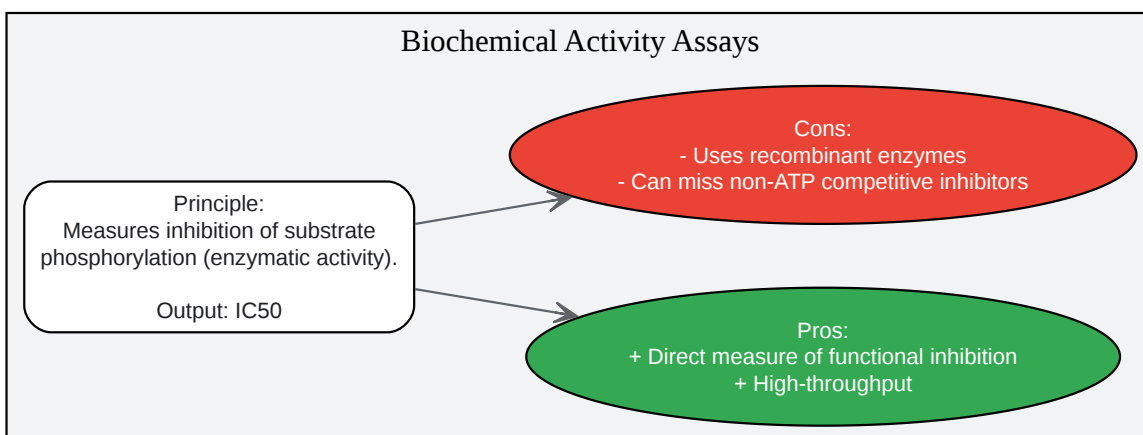 Biochemical Activity Assays
Principle:
Measures inhibition of substrate
phosphorylation (enzymatic activity).
Output: IC50
Cons:
- Uses recombinant enzymes
- Can miss non-ATP competitive inhibitors
Pros:
+ Direct measure of functional inhibition
+ High-throughput